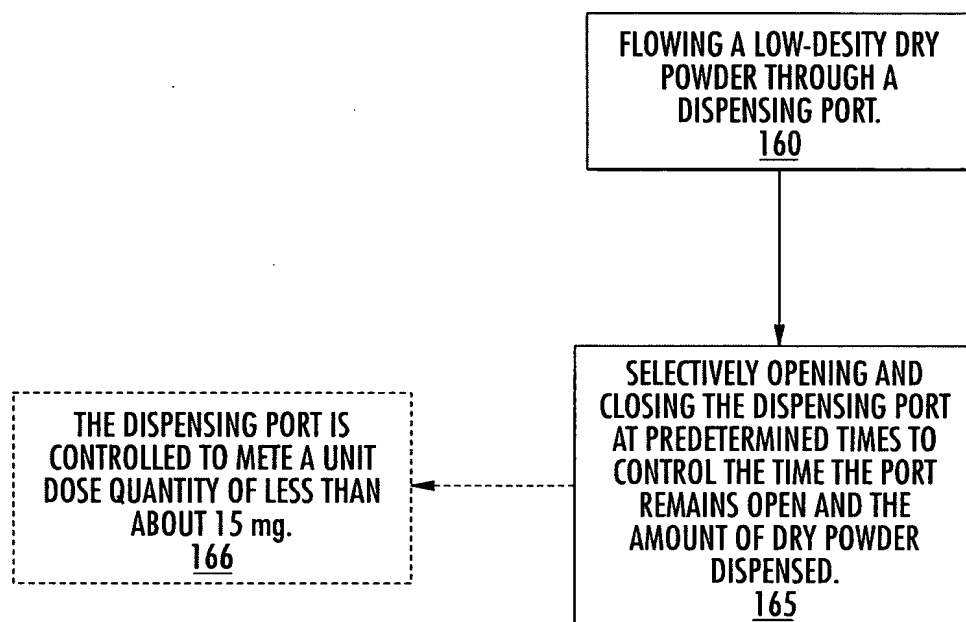 FLOWING A LOW-DESITY DRY
POWDER THROUGH A
DISPENSING PORT.
160
SELECTIVELY OPENING AND
CLOSING THE DISPENSING PORT
AT PREDETERMINED TIMES TO
CONTROL THE TIME THE PORT
REMAINS OPEN AND THE
AMOUNT OF DRY POWDER
DISPENSED.
165
THE DISPENSING PORT IS
CONTROLLED TO METE A UNIT
DOSE QUANTITY OF LESS THAN
ABOUT 15 mg.
166